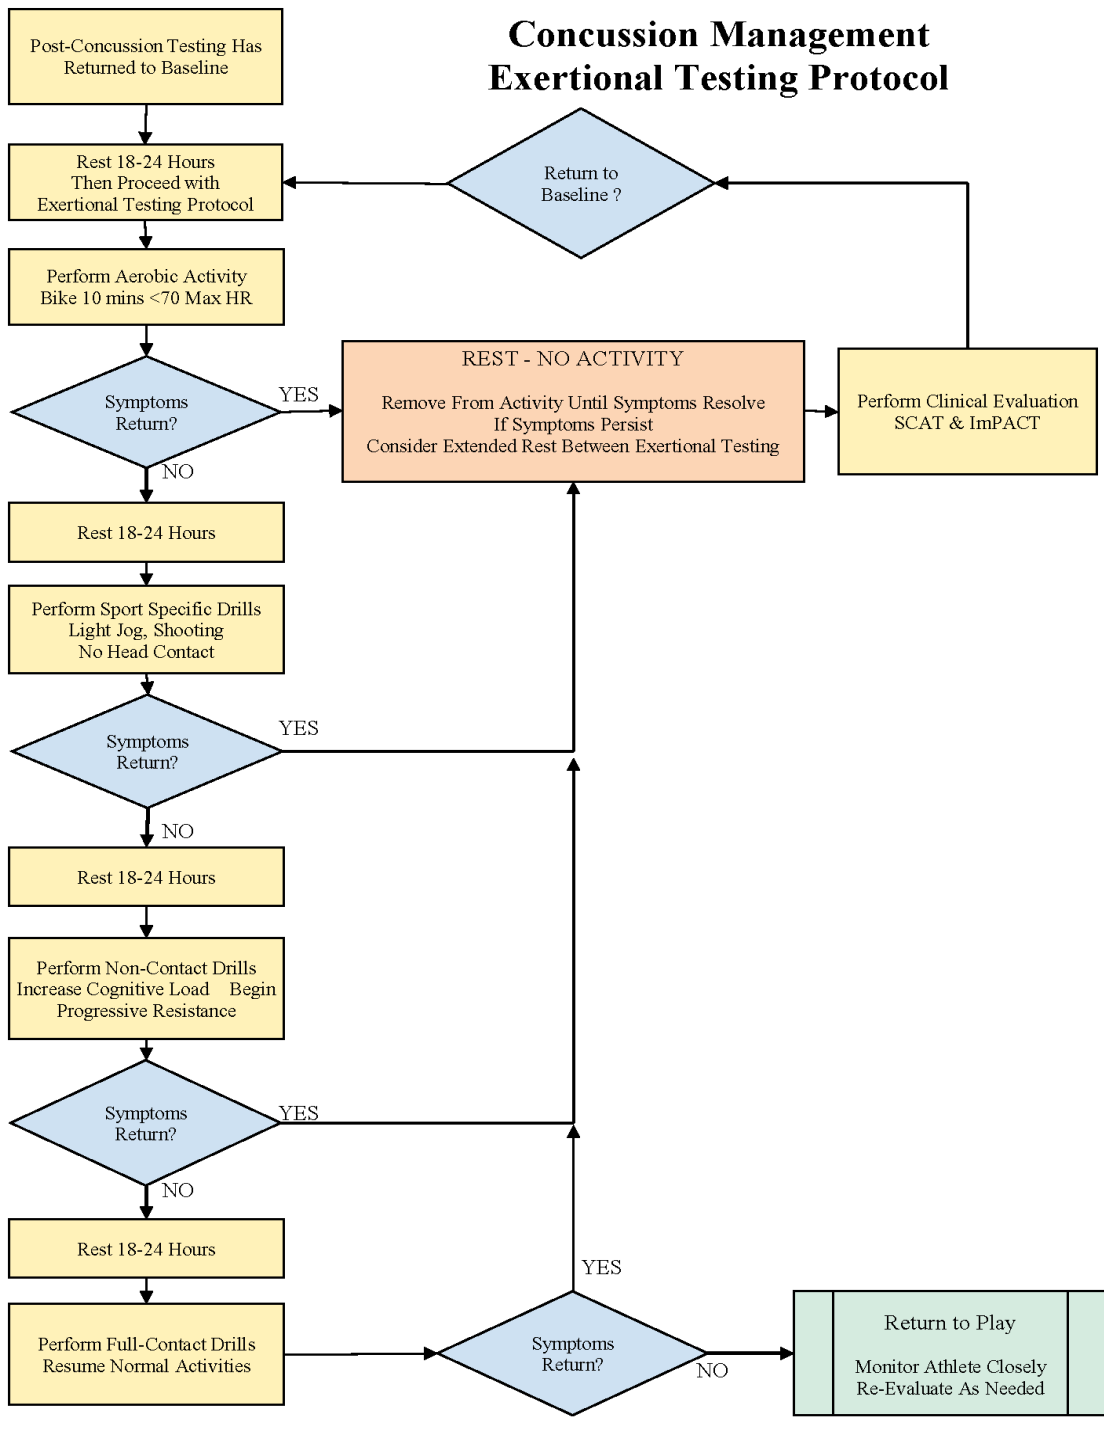 Concussion Management
Exertional Testing Protocol
Post-Concussion Testing Has
Returned to Baseline
Rest 18-24 Hours
Then Proceed with
Exertional Testing Protocol
Return to
Baseline ?
Perform Aerobic Activity
Bike 10 mins <70 Max HR
Symptoms
Return?
YES
NO
REST - NO ACTIVITY
Remove From Activity Until Symptoms Resolve
If Symptoms Persist
Consider Extended Rest Between Exertional Testing
Perform Clinical Evaluation
SCAT & ImPACT
Rest 18-24 Hours
Perform Sport Specific Drills
Light Jog, Shooting
No Head Contact
Symptoms
Return?
YES
NO
Rest 18-24 Hours
Perform Non-Contact Drills
Increase Cognitive Load Begin
Progressive Resistance
Symptoms
Return?
YES
NO
Rest 18-24 Hours
Perform Full-Contact Drills
Resume Normal Activities
Symptoms
Return?
YES
NO
Return to Play
Monitor Athlete Closely
Re-Evaluate As Needed